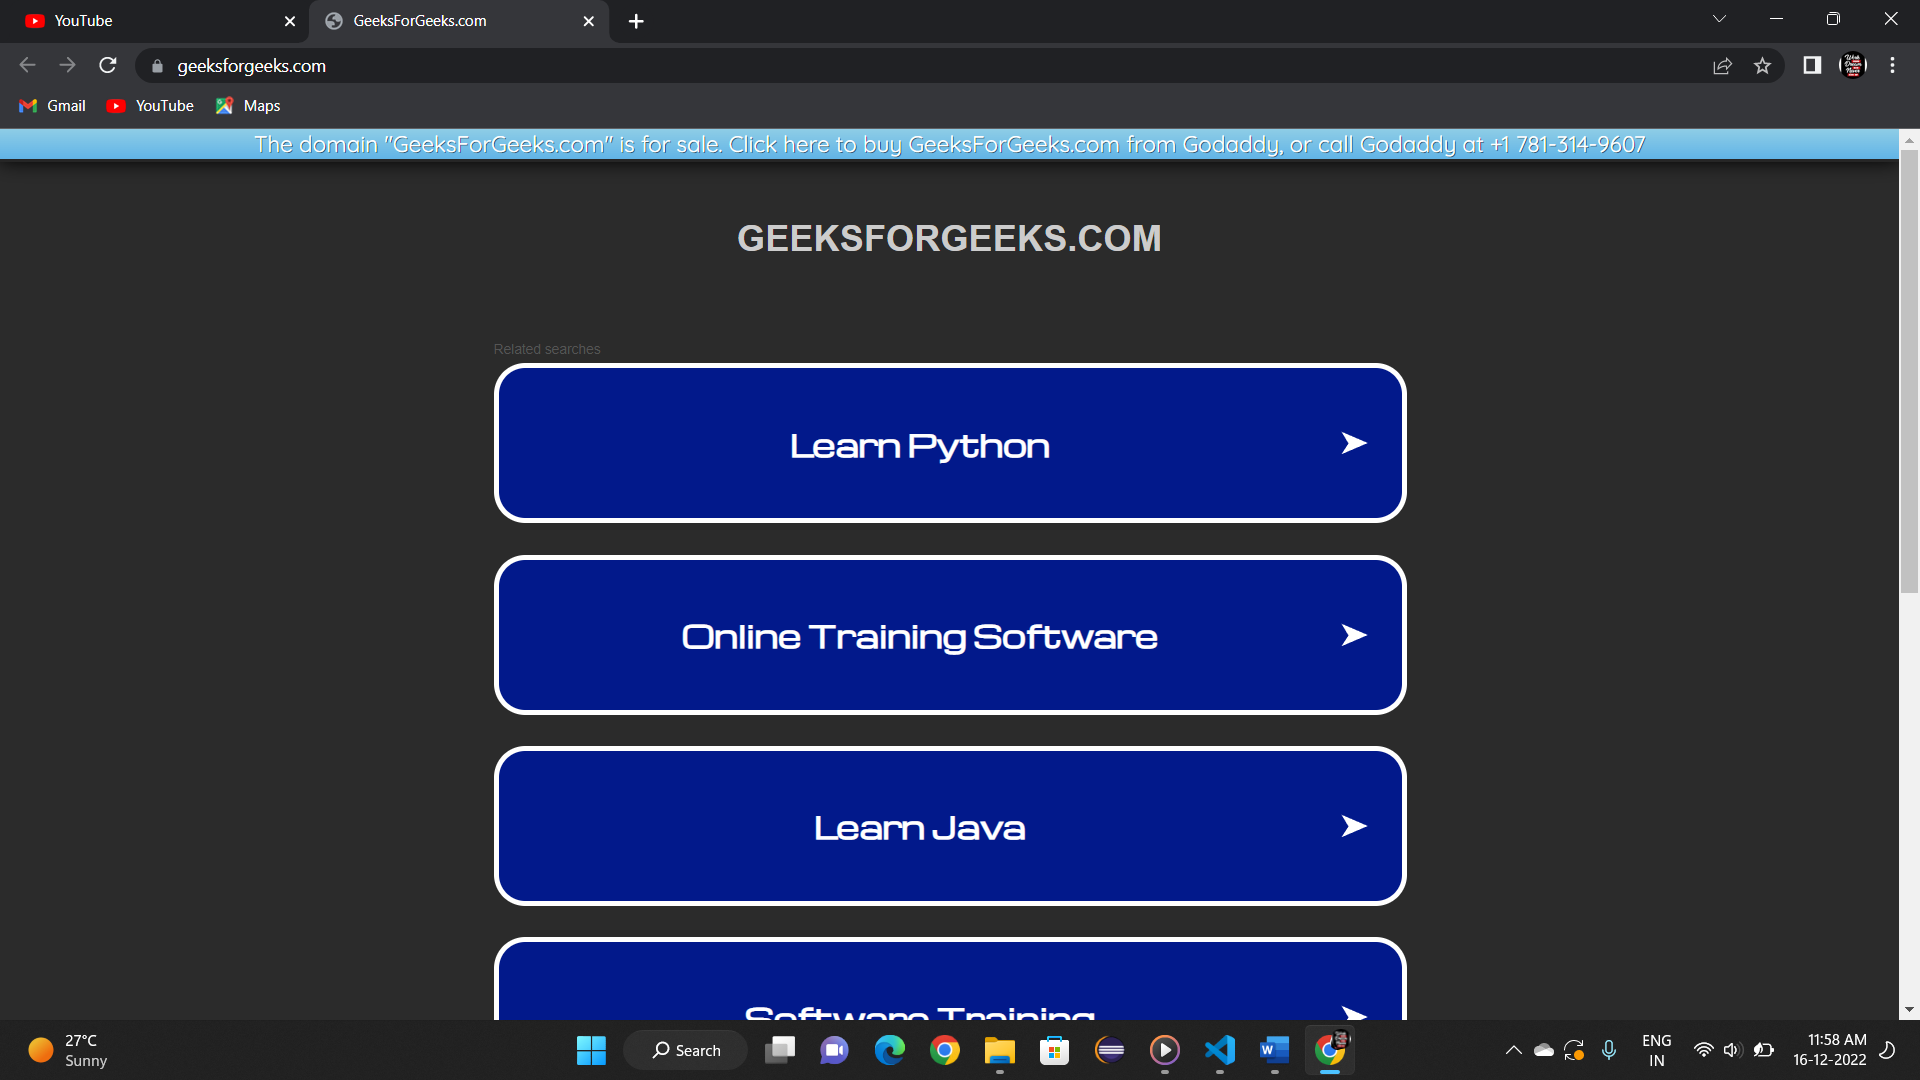 YouTube
GeeksForGeeks.com
geeksforgeeks.com
Gmail
YouTube
Maps
The domain "GeeksForGeeks.com" is for sale. Click here to buy GeeksForGeeks.com from Godaddy, or call Godaddy at +1 781-314-9607
GEEKSFORGEEKS.COM
Related searches
Learn Python
Online Training Software
Learn Java
Software Training
27°C
Sunny
Search
ENG
IN
11:58 AM
16-12-2022